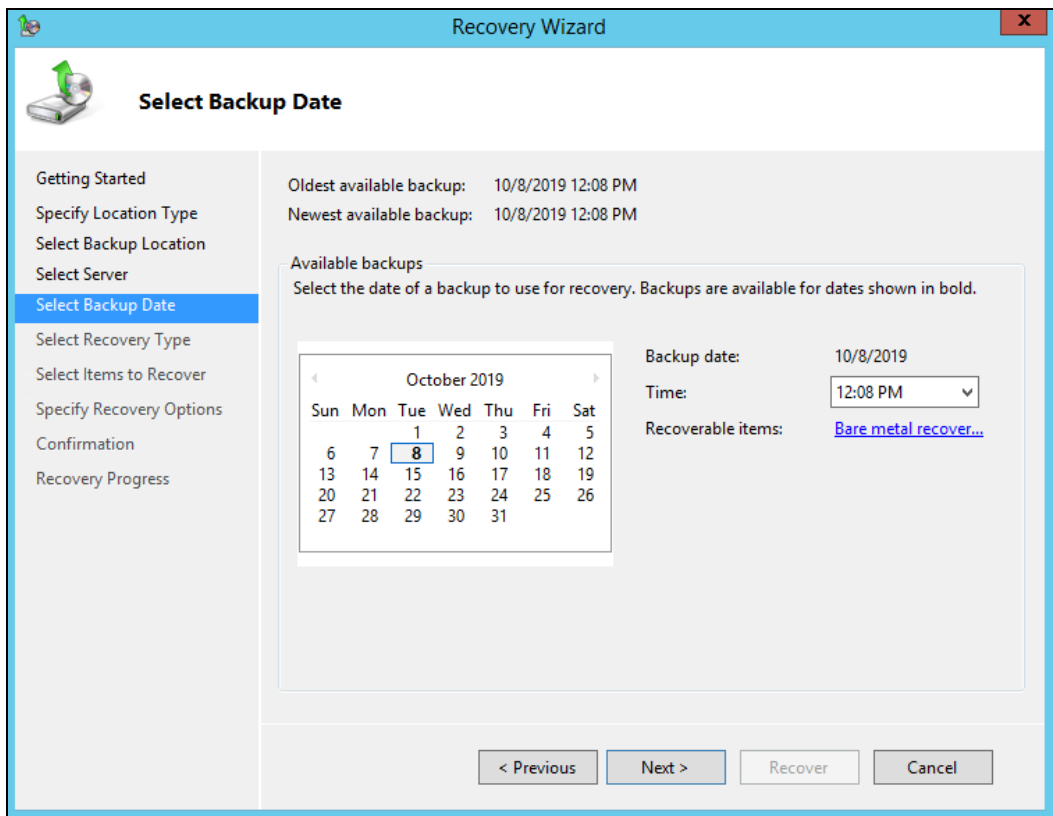 Recovery Wizard
x
Select Backup Date
Getting Started
Specify Location Type
Select Backup Location
Select Server
Select Backup Date
Select Recovery Type
Select Items to Recover
Specify Recovery Options
Confirmation
Recovery Progress
Oldest available backup: 10/8/2019 12:08 PM
Newest available backup: 10/8/2019 12:08 PM
Available backups
Select the date of a backup to use for recovery. Backups are available for dates shown in bold.
October 2019
Sun Mon Tue Wed Thu Fri Sat
1 2 3 4 5
6 7 8 9 10 11 12
13 14 15 16 17 18 19
20 21 22 23 24 25 26
27 28 29 30 31
Backup date: 10/8/2019
Time: 12:08 PM
Recoverable items: Bare metal recover...
< Previous Next > Recover Cancel